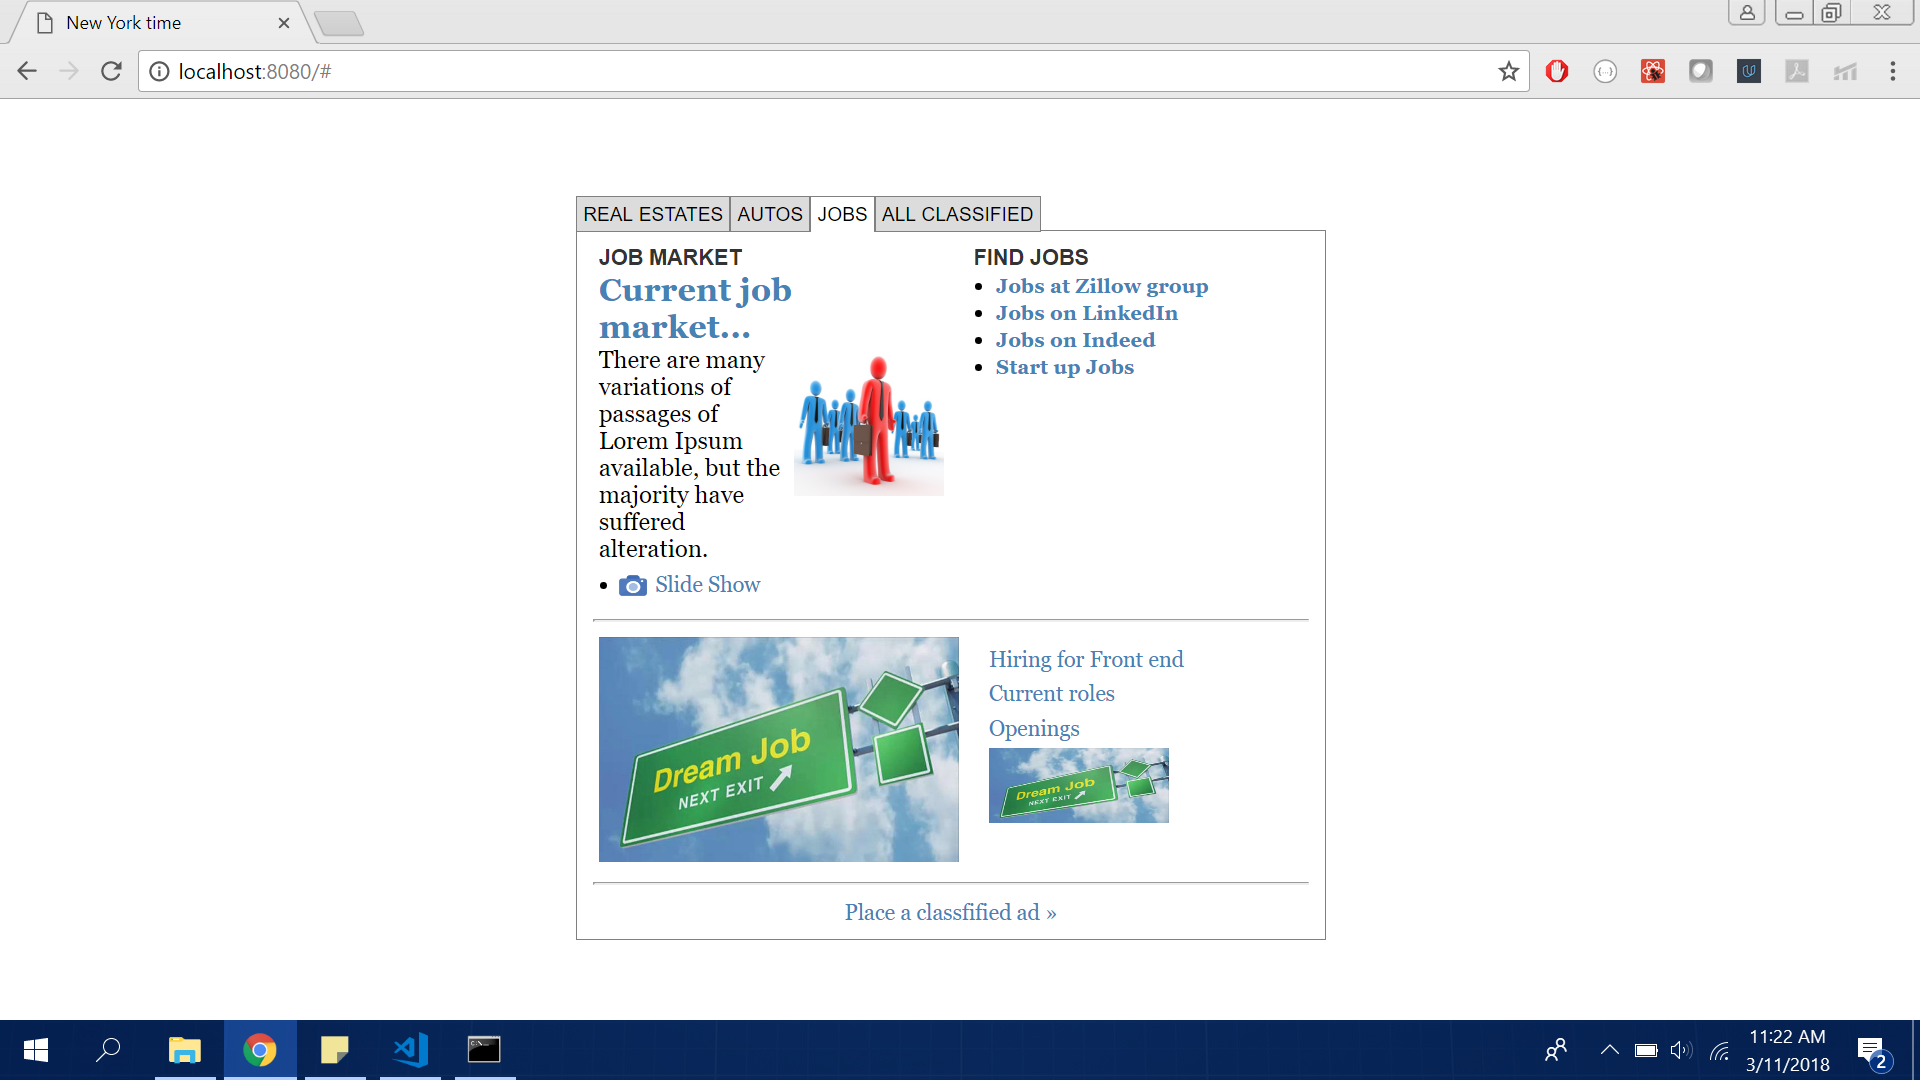 New York time
localhost:8080/#
REAL ESTATES AUTOS JOBS ALL CLASSIFIED
JOB MARKET
Current job
market...
There are many
variations of
passages of
Lorem Ipsum
available, but the
majority have
suffered
alteration.
Slide Show
FIND JOBS
Jobs at Zillow group
Jobs on LinkedIn
Jobs on Indeed
Start up Jobs
Dream Job
NEXT EXIT
Hiring for Front end
Current roles
Openings
Dream Job
NEXT EXIT
Place a classfified ad »
11:22 AM
3/11/2018
2